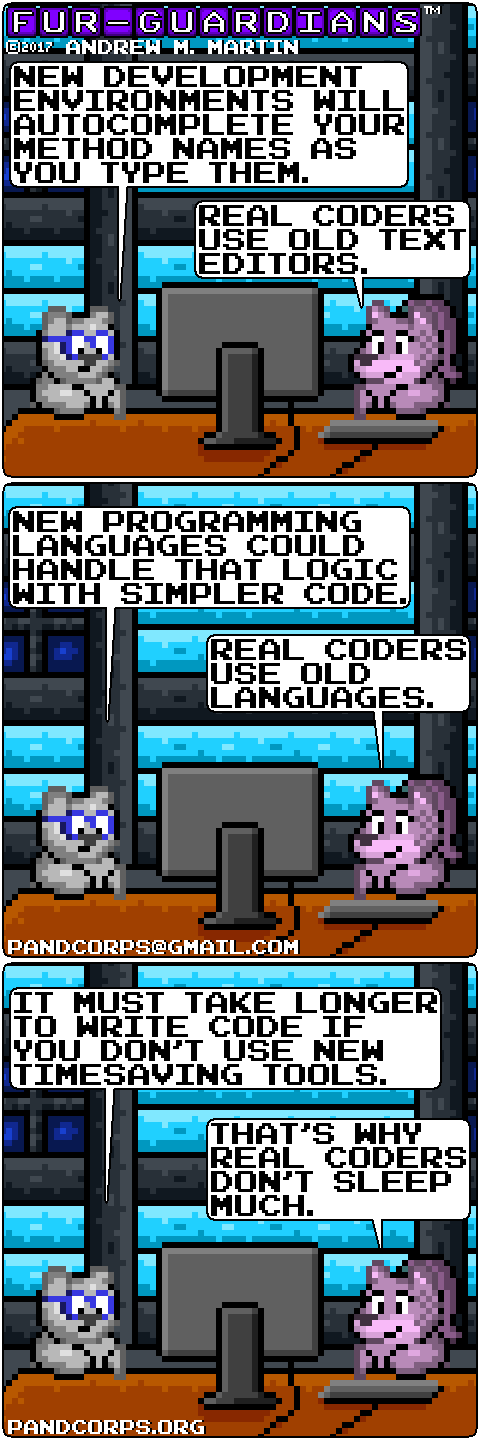 FUR-GUARDIANS™
©2017 ANDREW M. MARTIN
NEW DEVELOPMENT
ENVIRONMENTS WILL
AUTOCOMPLETE YOUR
METHOD NAMES AS
YOU TYPE THEM.
REAL CODERS
USE OLD TEXT
EDITORS.
NEW PROGRAMMING
LANGUAGES COULD
HANDLE THAT LOGIC
WITH SIMPLER CODE.
REAL CODERS
USE OLD
LANGUAGES.
PANDCORPS@GMAIL.COM
IT MUST TAKE LONGER
TO WRITE CODE IF
YOU DON'T USE NEW
TIMESAVING TOOLS.
THAT'S WHY
REAL CODERS
DON'T SLEEP
MUCH.
PANDCORPS.ORG